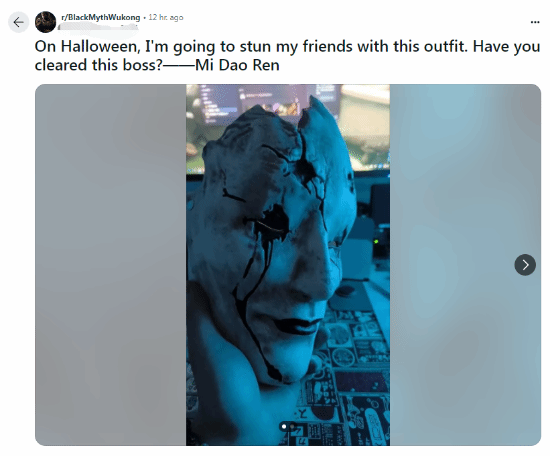 r/BlackMythWukong • 12 hr. ago
On Halloween, I'm going to stun my friends with this outfit. Have you
cleared this boss?——Mi Dao Ren